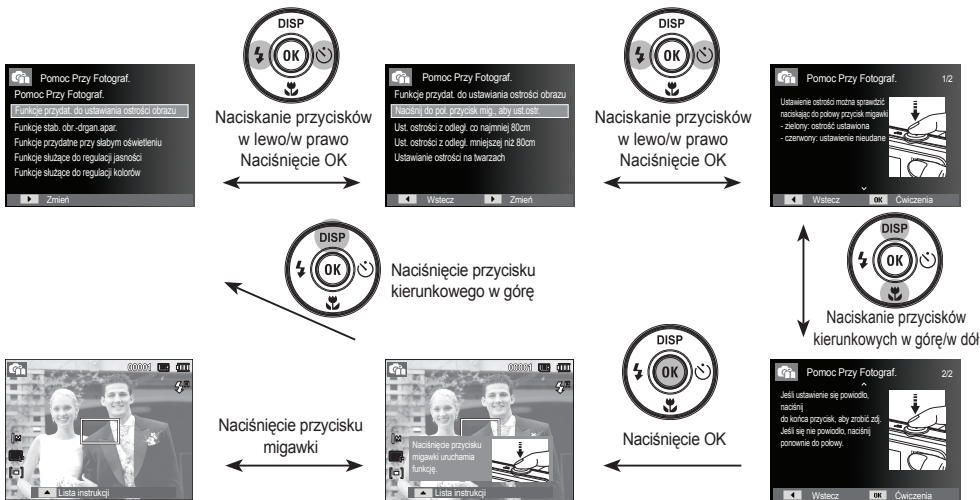 DISP
OK
Naciskanie przycisków
w lewo/w prawo
Naciśnięcie OK
DISP
OK
Naciskanie przycisków
w lewo/w prawo
Naciśnięcie OK
Pomoc Przy Fotograf.
Pomoc Przy Fotograf.
Funkcje przydat. do ustawiania ostrości obrazu
Funkcje stab. obr.-drgan.apar.
Funkcje przydatne przy słabym oświetleniu
Funkcje służące do regulacji jasności
Funkcje służące do regulacji kolorów
Zmień
Pomoc Przy Fotograf.
Funkcje przydat. do ustawiania ostrości obrazu
Naciśnij do poł. przycisk mig., aby ust.ostr.
Ust. ostrości z odległ. co najmniej 80cm
Ust. ostrości z odległ. mniejszej niż 80cm
Ustawianie ostrości na twarzach
Wstecz Zmień
Pomoc Przy Fotograf. 1/2
Ustawienie ostrości można sprawdzić
naciskając do połowy przycisk migawki
- zielony: ostrość ustawiona
- czerwony: ustawienie nieudane
Wstecz OK Ćwiczenia
DISP
OK
Naciśnięcie przycisku
kierunkowego w górę
DISP
OK
Naciskanie przycisków
kierunkowych w górę/w dół
00001
Lista instrukcji
Naciśnięcie przycisku
migawki
00001
Naciśnięcie przycisku
migawki uruchamia
funkcję.
Lista instrukcji
DISP
OK
Naciśnięcie OK
Pomoc Przy Fotograf. 2/2
Jeśli ustawienie się powiodło,
naciśnij
do końca przycisk, aby zrobić zdj.
Jeśli się nie powiodło, naciśnij
ponownie do połowy.
Wstecz OK Ćwiczenia